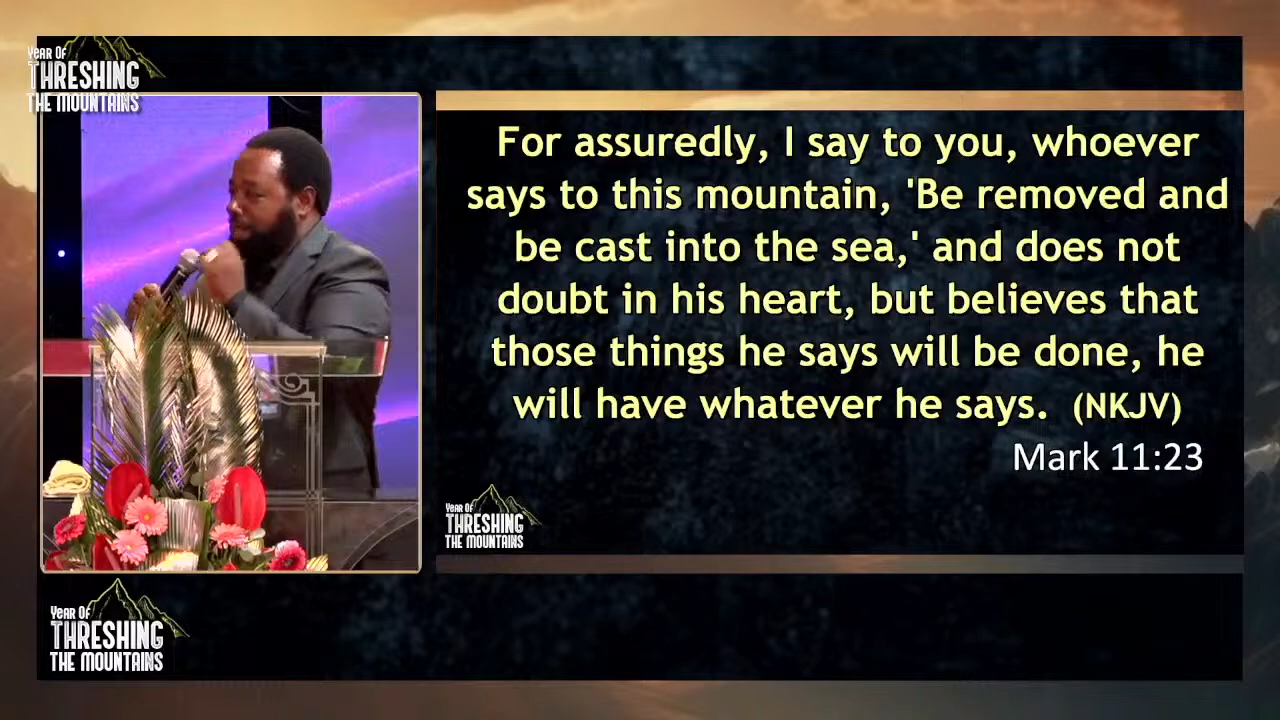 Year Of
THRESHING
THE MOUNTAINS
For assuredly, I say to you, whoever
says to this mountain, 'Be removed and
be cast into the sea,' and does not
doubt in his heart, but believes that
those things he says will be done, he
will have whatever he says. (NKJV)
Mark 11:23
Year Of
THRESHING
THE MOUNTAINS
Year Of
THRESHING
THE MOUNTAINS